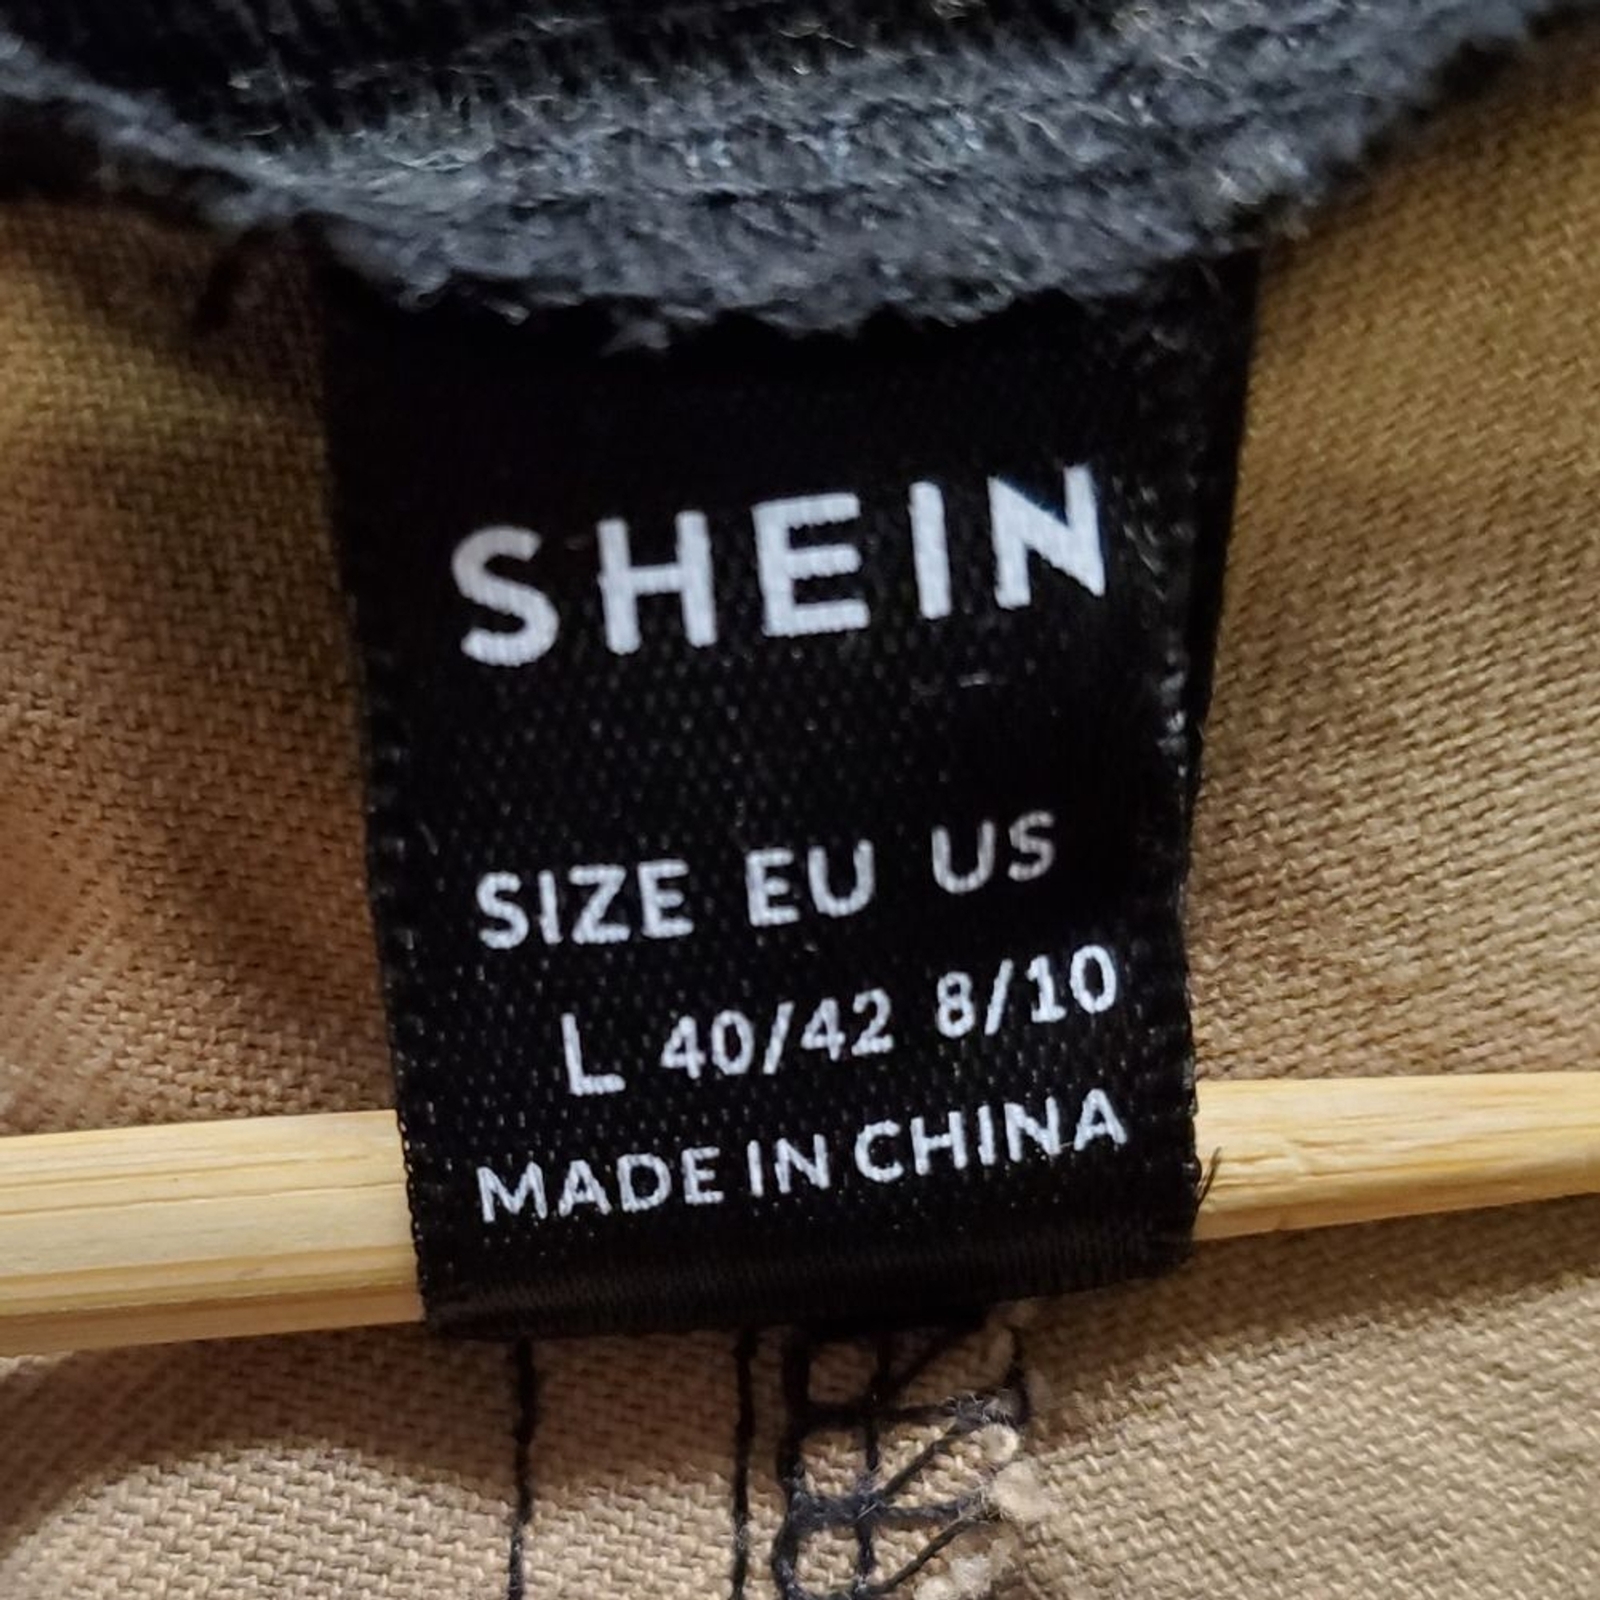 SHEIN
SIZE EU US
L 40/42 8/10
MADE IN CHINA